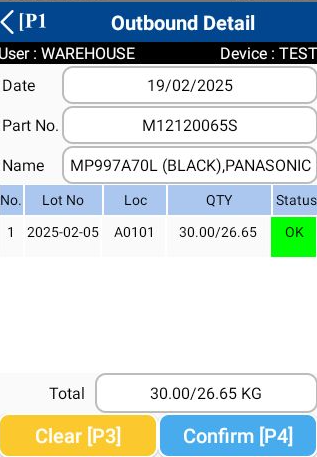 [P1
Outbound Detail
User : WAREHOUSE Device : TEST
Date 19/02/2025
Part No. M12120065S
Name MP997A70L (BLACK),PANASONIC
No. Lot No Loc QTY Status
1 2025-02-05 A0101 30.00/26.65 OK
Total 30.00/26.65 KG
Clear [P3] Confirm [P4]